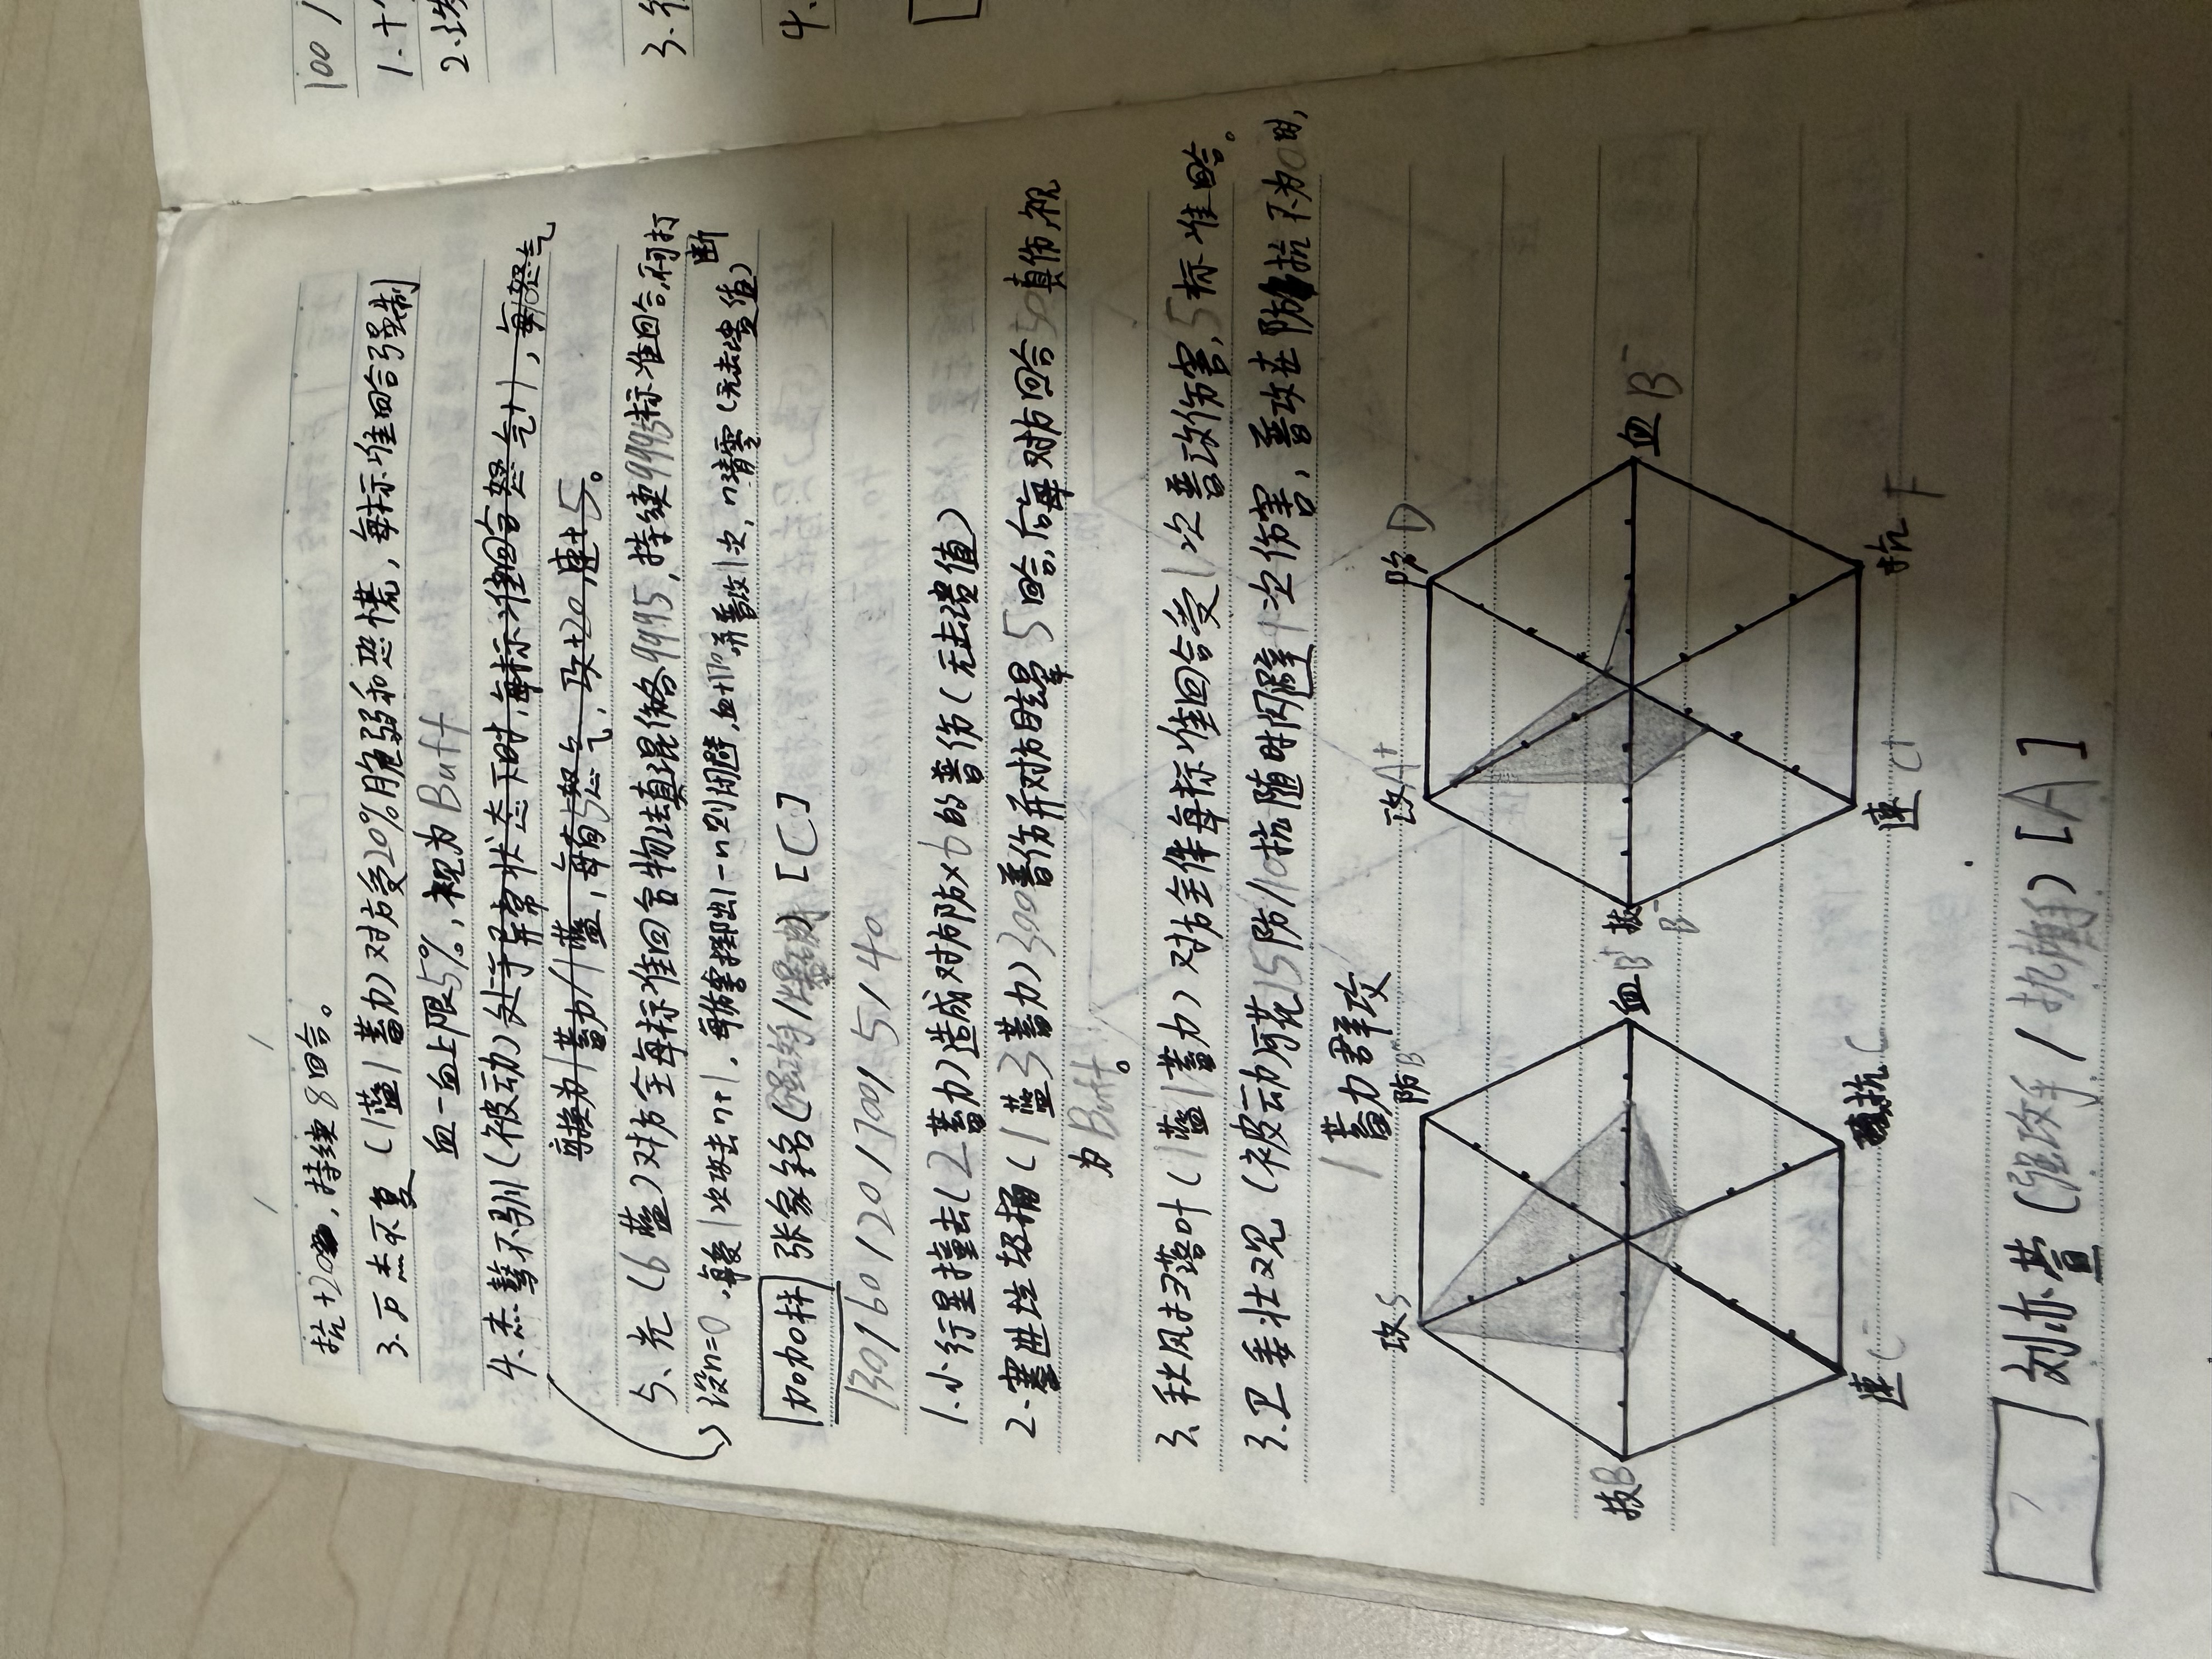 抗+20，持续8回合。
3.万杰不复（1蓝1蓄力）对方受20%脆弱和恐慌，每标准回合强制
血-血上限5%，视为Buff
4.杰骜不驯（被动）处于异常状态下时，每标准回合怒气+1，每1怒气
变换为1蓄力/1蓝，每有5怒气，攻+20，速+5。
5、光（6蓝）对方全每标准回合物法真混伤各9995，持续9995标准回合，不可打
断
设n=0，每受1次攻击n+1，每伤害掷出1-n则闪避，血+170，并普攻1次，n清零（无击溃值）
加加林 张家铭（强攻手/爆破手）[C]
130/60/20/700/5/40
1.小行星撞击（2蓄力）造成对方防×6的普伤（无击溃值）
2.塞进垃圾桶（1蓝3蓄力）300普伤并对方眩晕5回合，后每对方回合50真伤，视
为Buff。
3、秋风扫落叶（1蓝1蓄力）对方全体每标准回合受1次普攻伤害，5标准回合。
3.卫委壮观（被动）可花15防/10抗随时闪避1次伤害，普攻在防抗不为0时，
1蓄力群攻
攻S 防B⁻ 攻A⁺ 防D
技B 血B⁺ 技B⁻ 血B⁻
速C⁻ 抗C 速C⁺ 抗F
刘亦萱（强攻手/执旗手）[A]
100/
1.十
2.
3.
4.